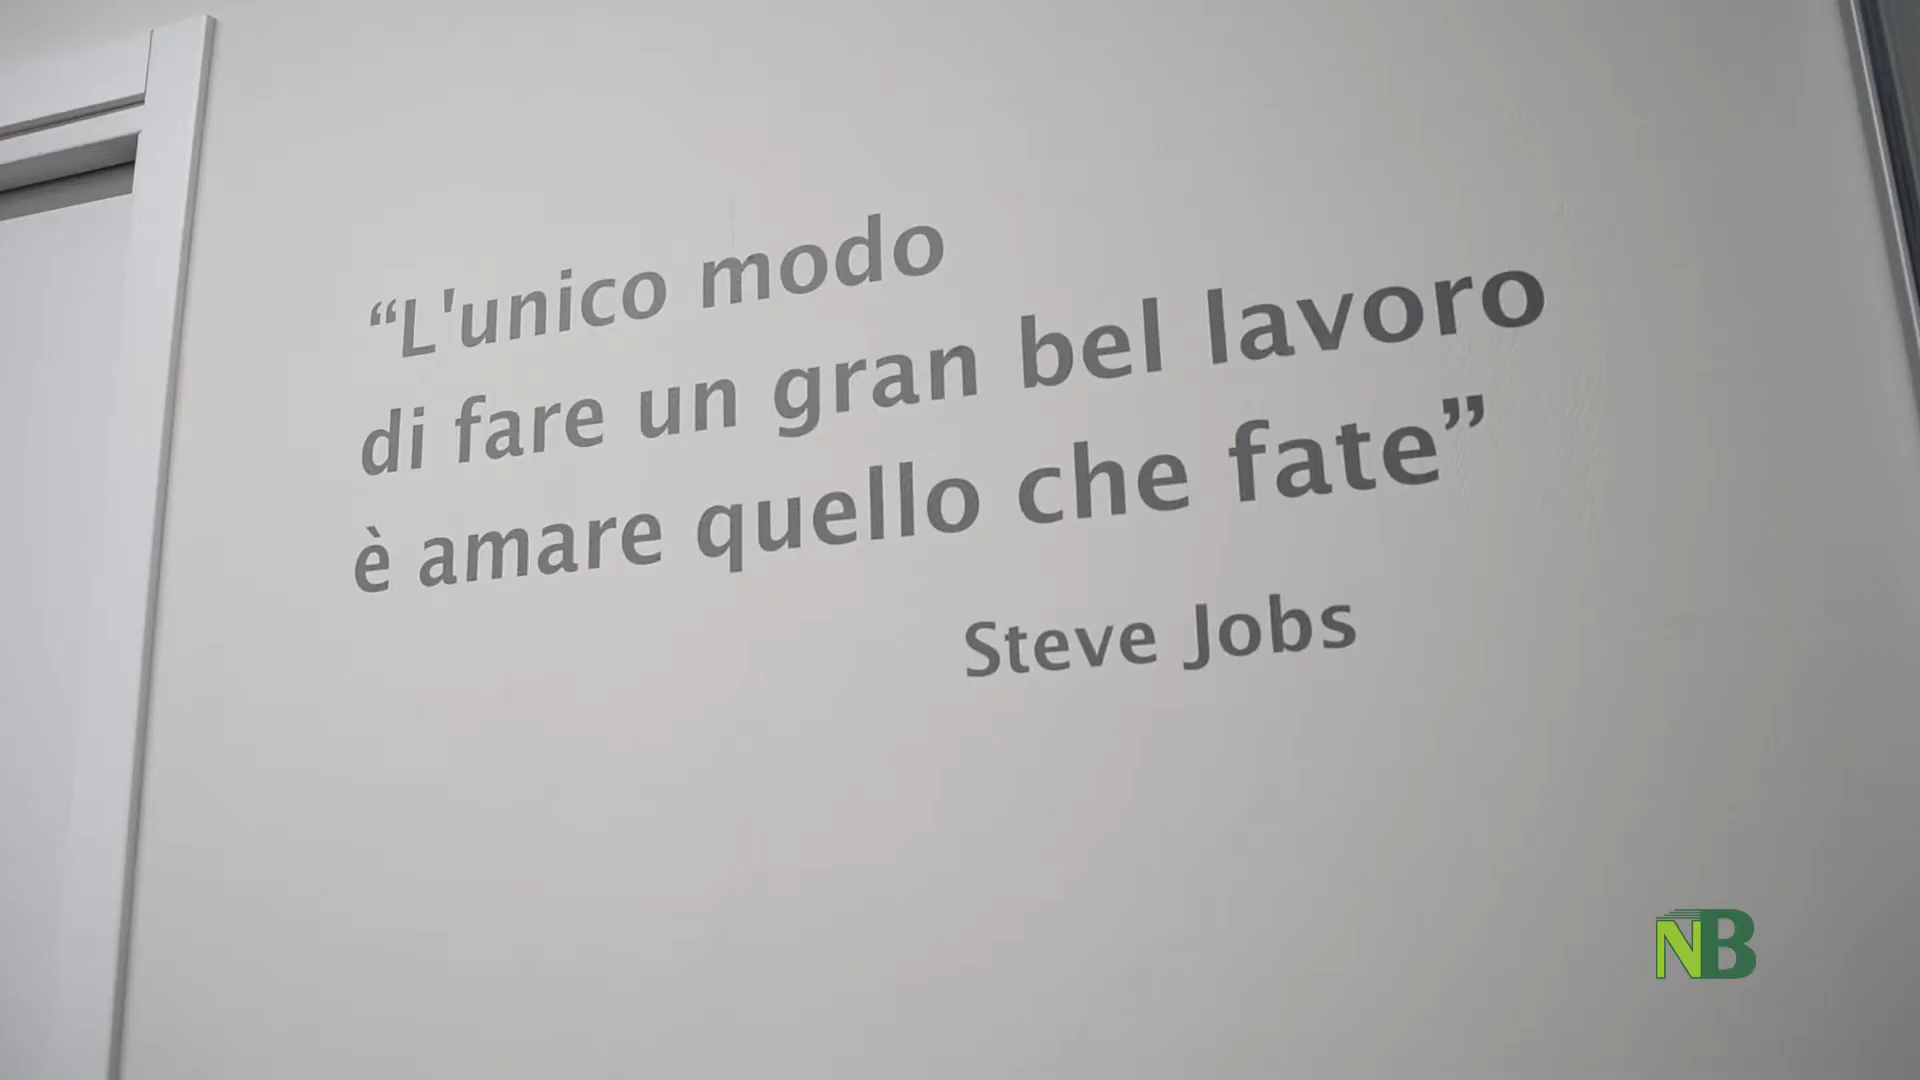 “L'unico modo
di fare un gran bel lavoro
è amare quello che fate”
Steve Jobs
NB